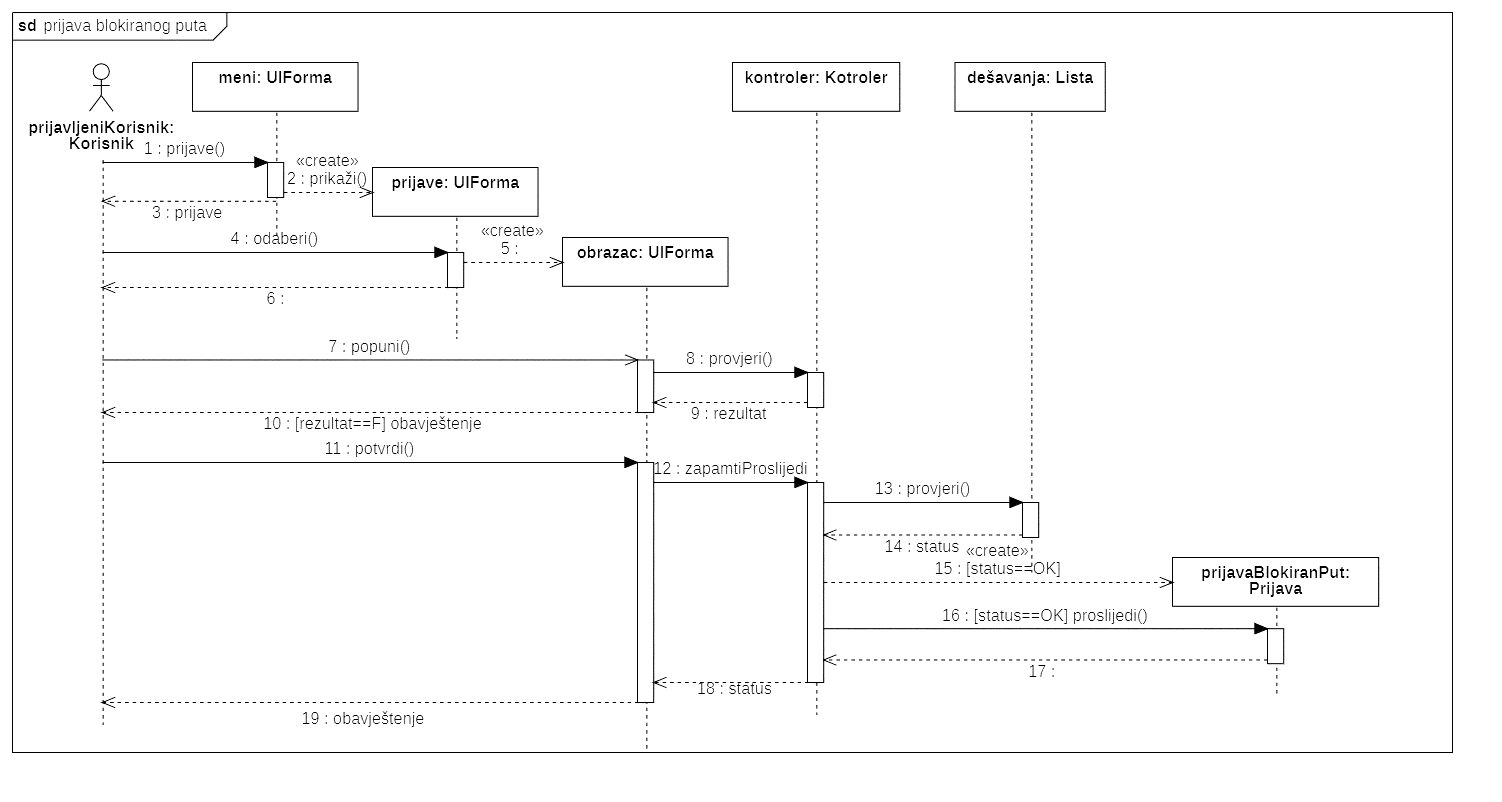 sd prijava blokiranog puta
meni: UIForma
kontroler: Kotroler
dešavanja: Lista
prijavljeniKorisnik:
Korisnik
1 : prijave()
«create»
2 : prikaži()
prijave: UIForma
3 : prijave
4 : odaberi()
«create»
5 :
obrazac: UIForma
6 :
7 : popuni()
8 : provjeri()
9 : rezultat
10 : [rezultat==F] obavještenje
11 : potvrdi()
12 : zapamtiProslijedi
13 : provjeri()
14 : status
«create»
15 : [status==OK]
prijavaBlokiranPut:
Prijava
16 : [status==OK] proslijedi()
17 :
18 : status
19 : obavještenje